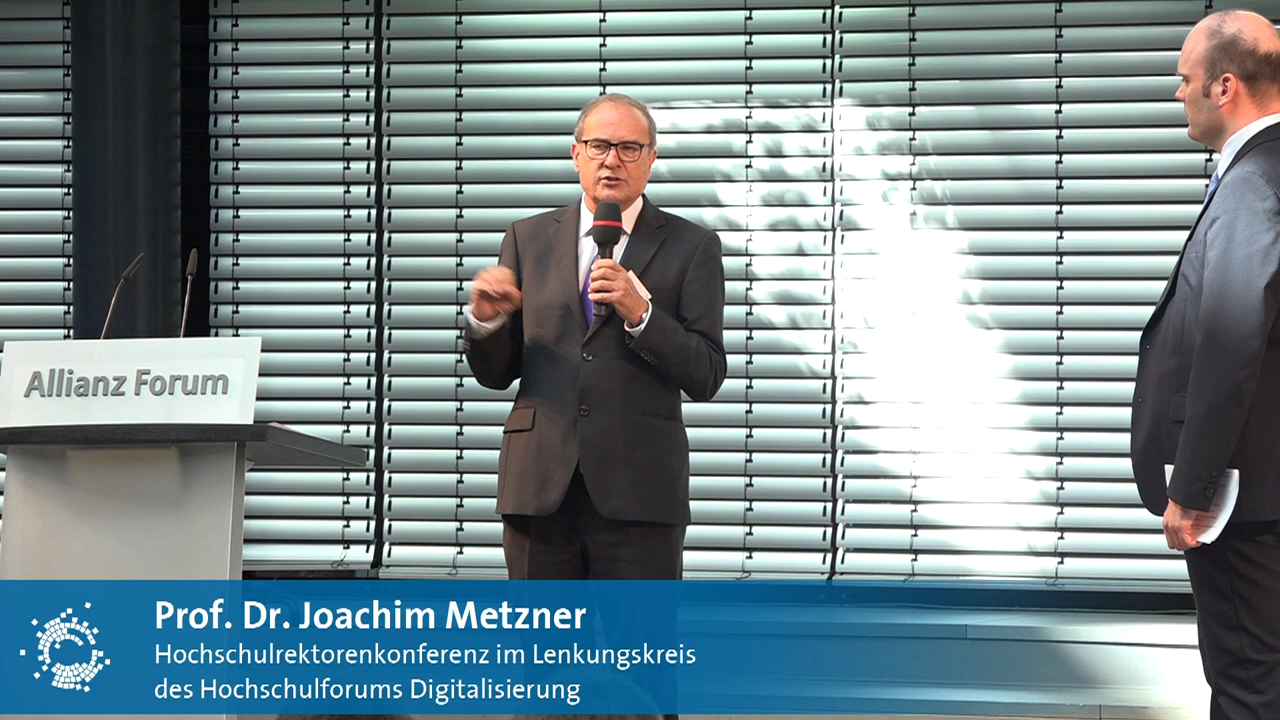 Allianz Forum
Prof. Dr. Joachim Metzner
Hochschulrektorenkonferenz im Lenkungskreis
des Hochschulforums Digitalisierung